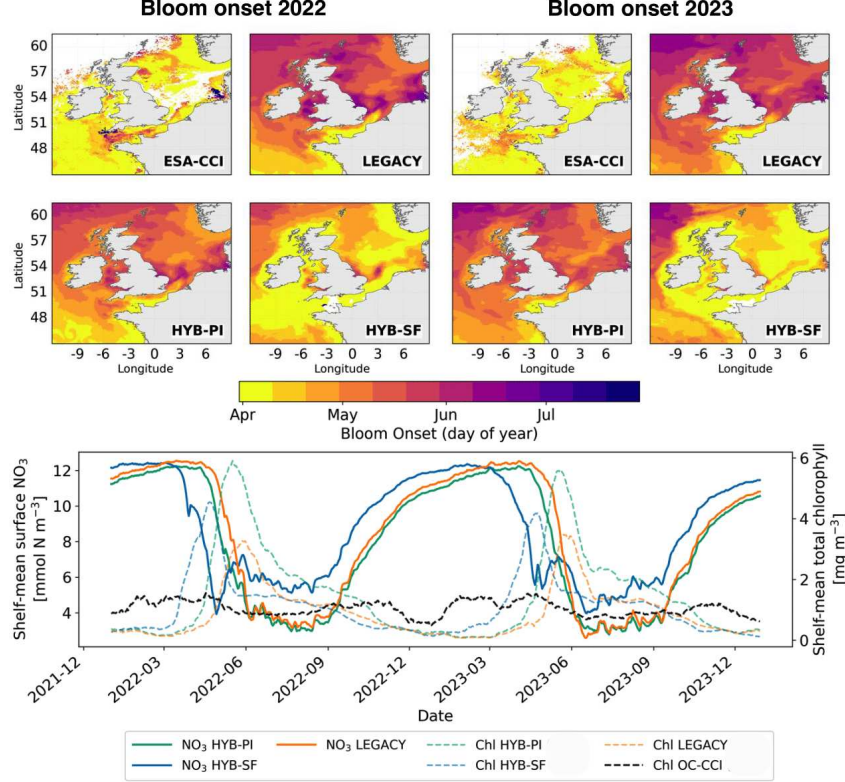 Bloom onset 2022
Bloom onset 2023
Latitude
60
57
54
51
48
ESA-CCI
LEGACY
ESA-CCI
LEGACY
Latitude
60
57
54
51
48
HYB-PI
HYB-SF
HYB-PI
HYB-SF
-9 -6 -3 0 3 6
-9 -6 -3 0 3 6
-9 -6 -3 0 3 6
-9 -6 -3 0 3 6
Longitude
Longitude
Longitude
Longitude
Apr May Jun Jul
Bloom Onset (day of year)
Shelf-mean surface NO₃
[mmol N m⁻³]
12
10
8
6
4
6
4
2
0
Shelf-mean total chlorophyll
[mg m⁻³]
2021-12
2022-03
2022-06
2022-09
2022-12
2023-03
2023-06
2023-09
2023-12
Date
NO₃ HYB-PI
NO₃ LEGACY
Chl HYB-PI
Chl LEGACY
NO₃ HYB-SF
Chl HYB-SF
Chl OC-CCI